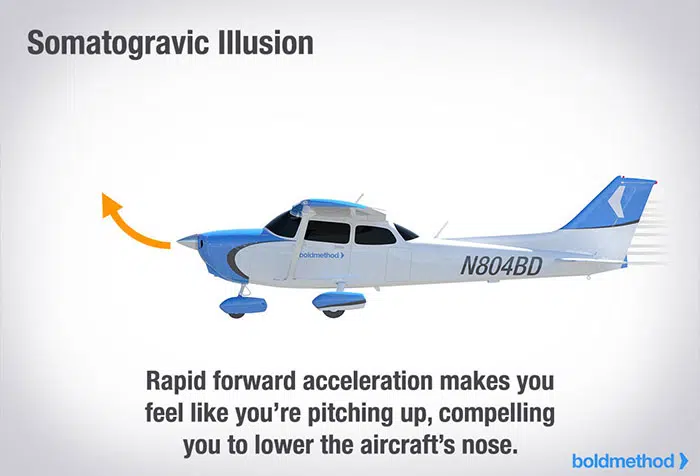 Somatogravic Illusion
boldmethod
N804BD
Rapid forward acceleration makes you
feel like you're pitching up, compelling
you to lower the aircraft's nose.
boldmethod